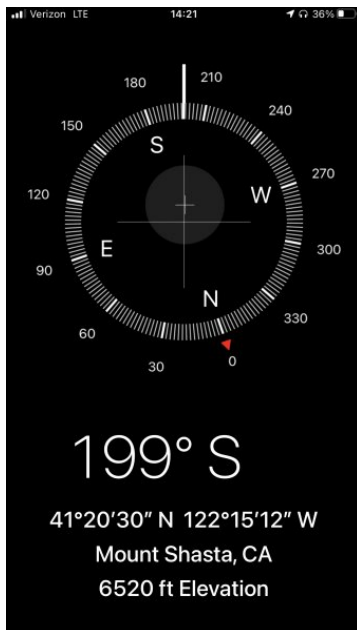 Verizon LTE 14:21 36%
180 210
150 240
S
120 W 270
E
90 300
N
60 330
30 0
199° S
41°20′30″ N 122°15′12″ W
Mount Shasta, CA
6520 ft Elevation